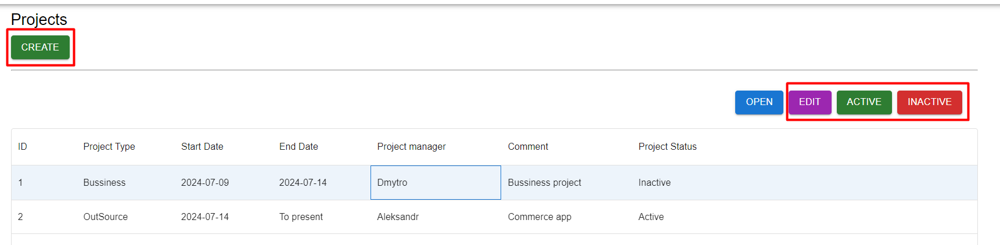 Projects
CREATE
OPEN EDIT ACTIVE INACTIVE
ID Project Type Start Date End Date Project manager Comment Project Status
1 Bussiness 2024-07-09 2024-07-14 Dmytro Bussiness project Inactive
2 OutSource 2024-07-14 To present Aleksandr Commerce app Active